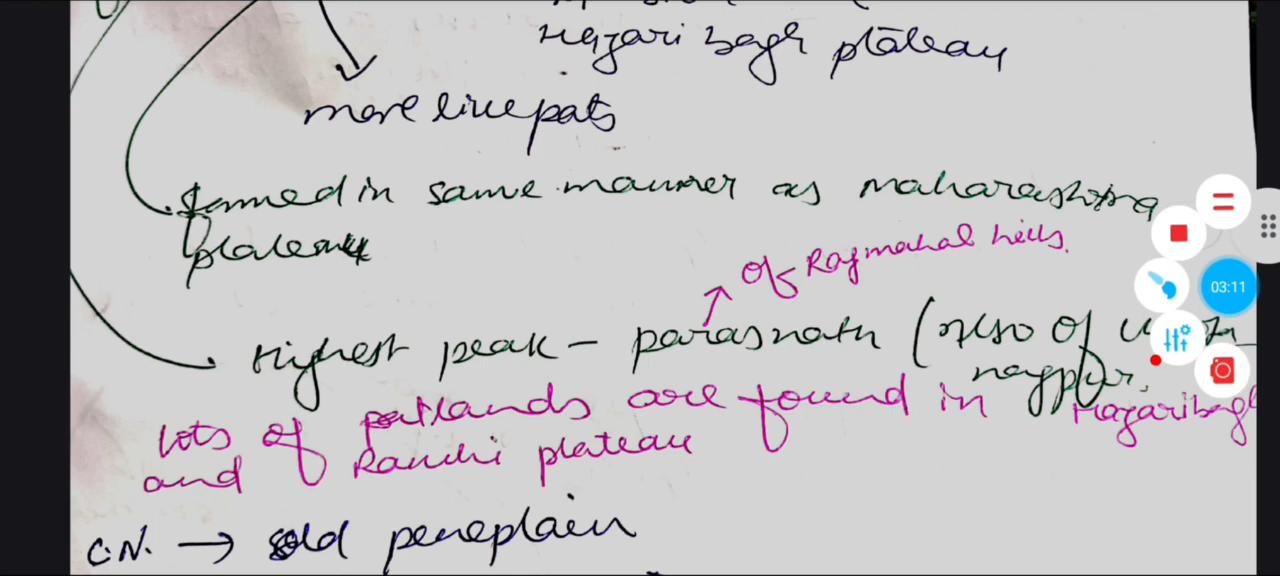 Hazari bagh plateau
more like pats
formed in same manner as maharashtra
plateau
of Rajmahal hills.
Highest peak - parasnath (also of
nagpur.
lots of patlands are found in Hazaribagh
and Ranchi plateau
C.N. → old peneplain
03:11